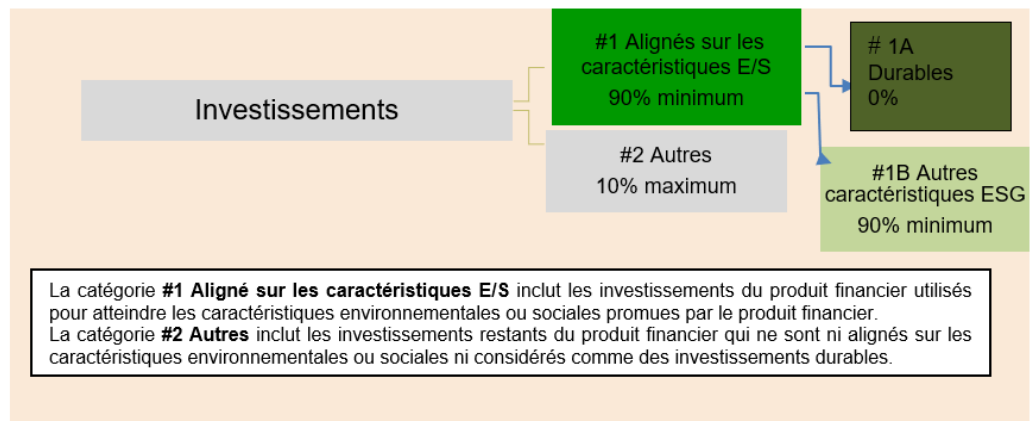 Investissements
#1 Alignés sur les
caractéristiques E/S
90% minimum
#2 Autres
10% maximum
# 1A
Durables
0%
#1B Autres
caractéristiques ESG
90% minimum
La catégorie #1 Aligné sur les caractéristiques E/S inclut les investissements du produit financier utilisés
pour atteindre les caractéristiques environnementales ou sociales promues par le produit financier.
La catégorie #2 Autres inclut les investissements restants du produit financier qui ne sont ni alignés sur les
caractéristiques environnementales ou sociales ni considérés comme des investissements durables.